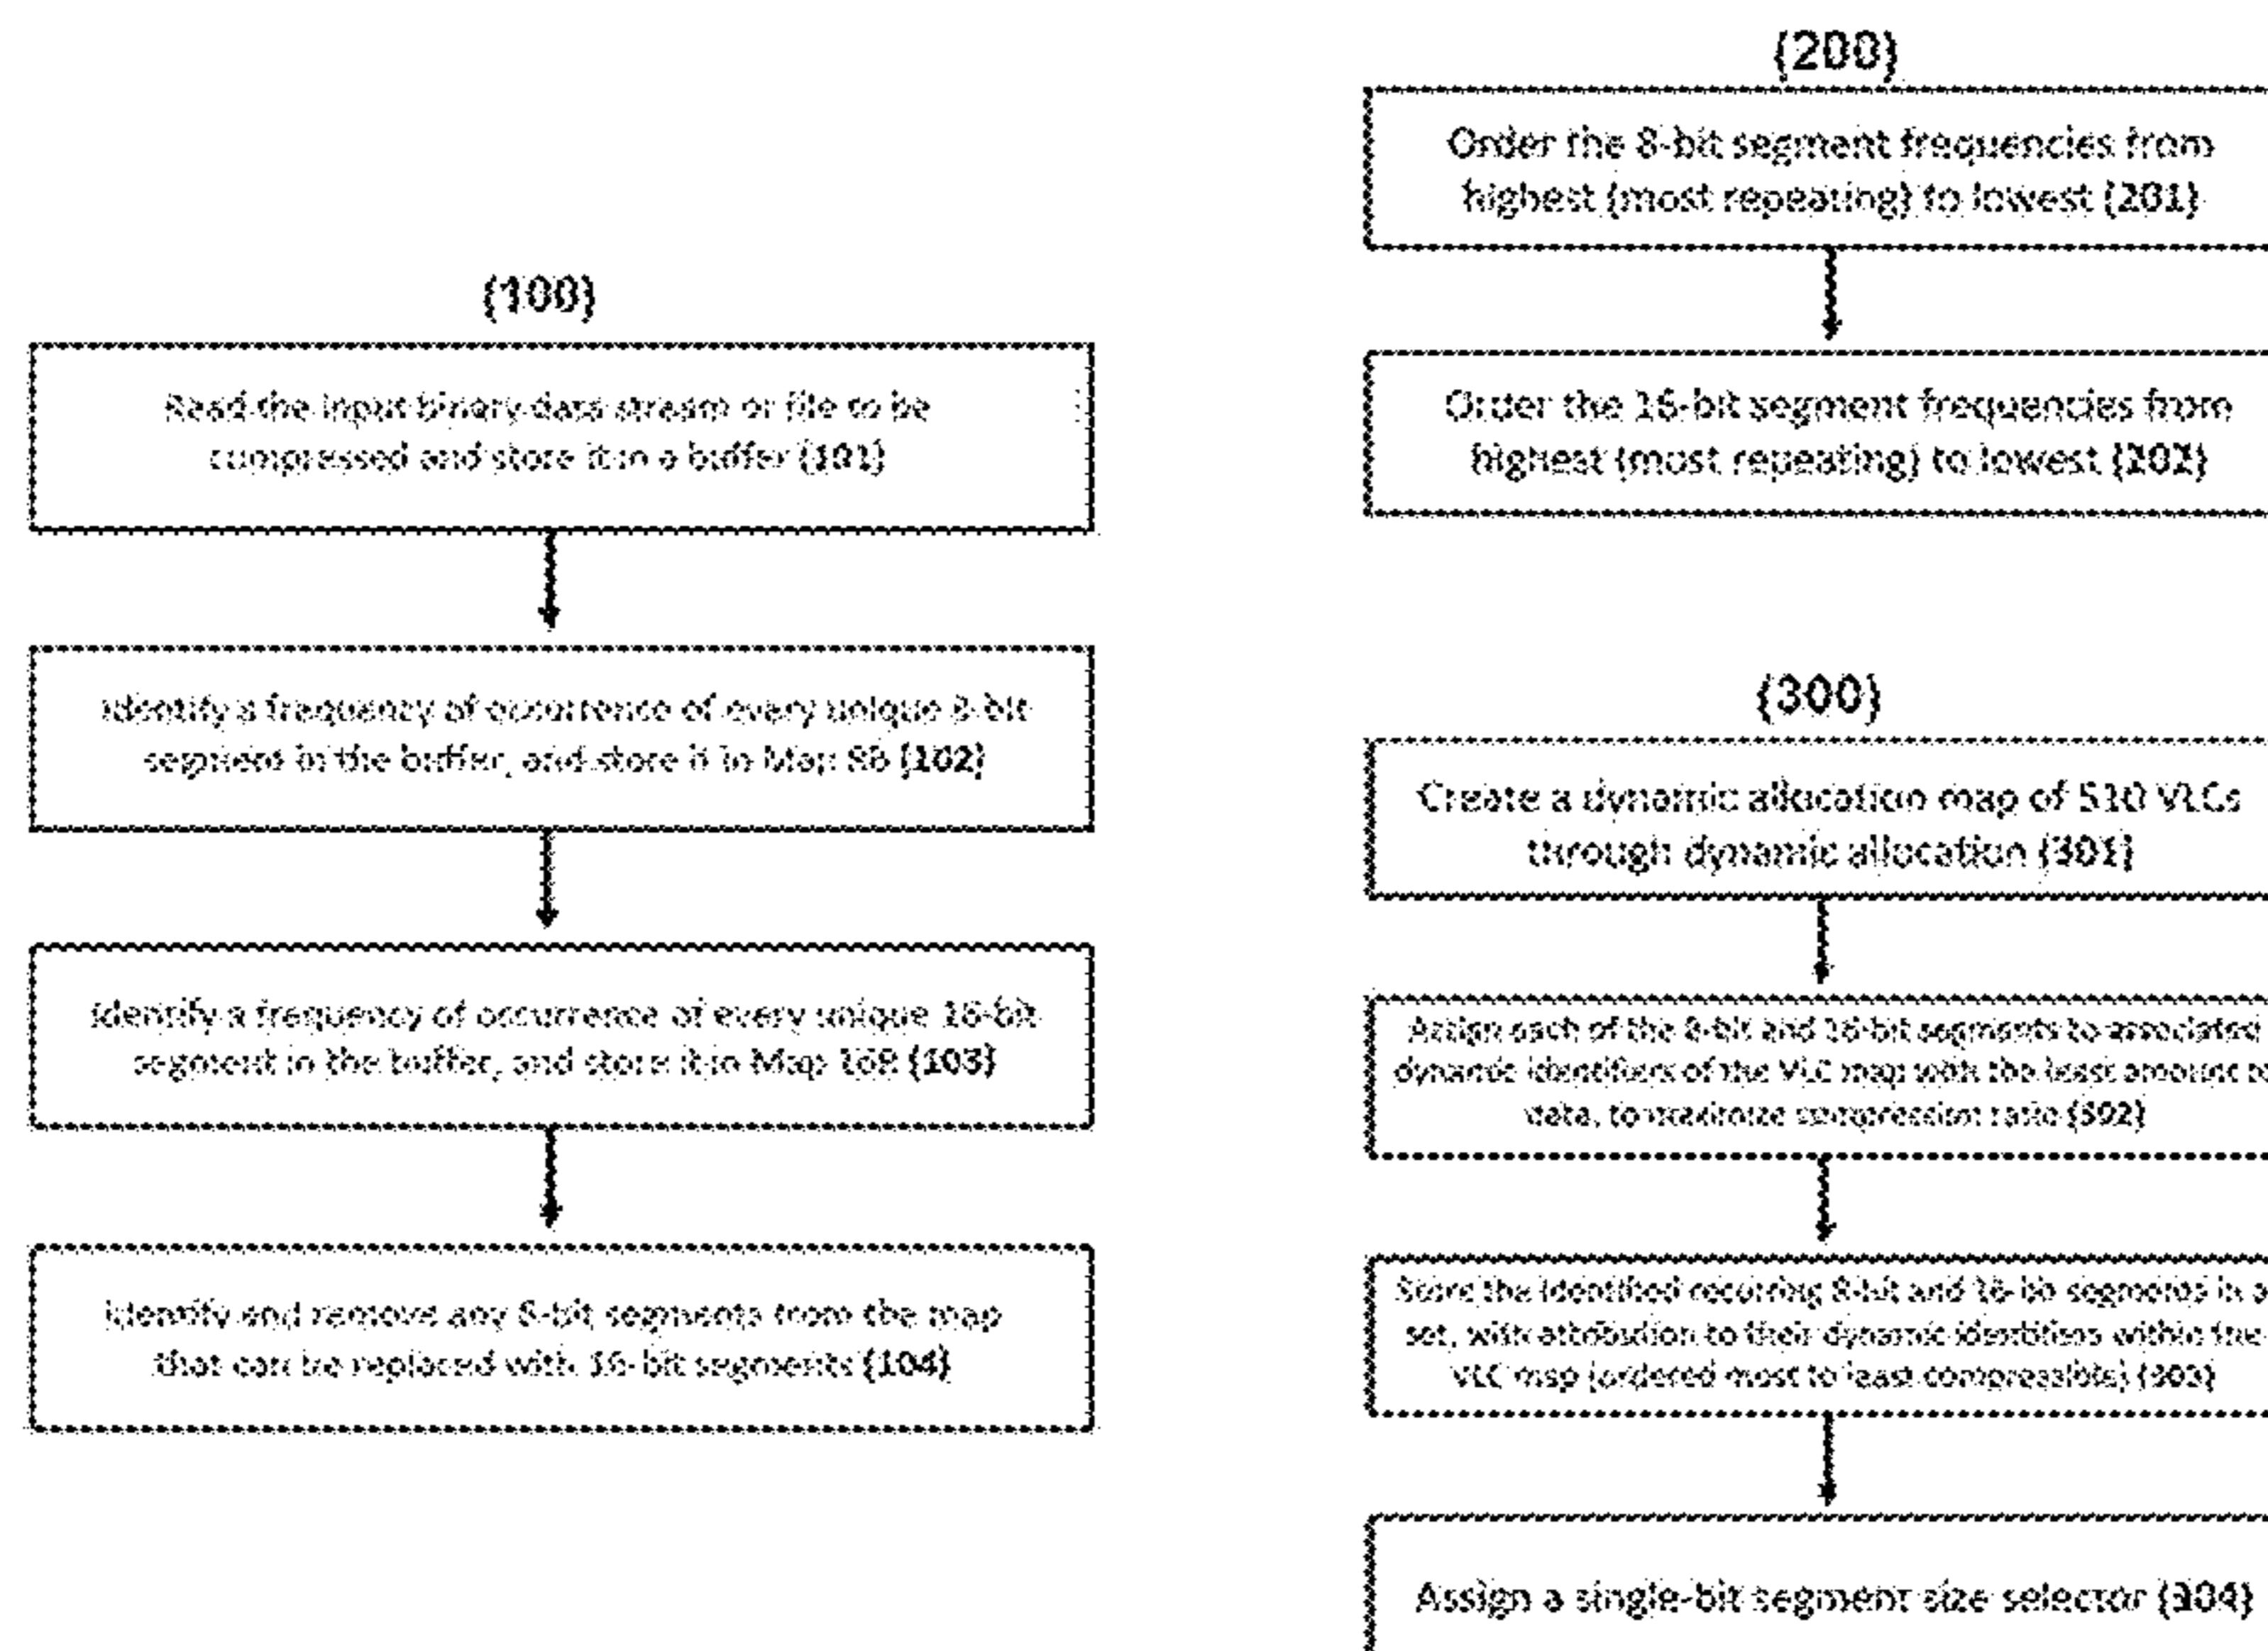 (100)
Read the input binary data stream or file to be
compressed and store it in a buffer (101)
Identify a frequency of occurrence of every unique 8-bit
segment in the buffer, and store it in Map 8B (102)
Identify a frequency of occurrence of every unique 16-bit
segment in the buffer, and store it in Map 16B (103)
Identify and remove any 8-bit segments from the map
that can be replaced with 16-bit segments (104)
(200)
Order the 8-bit segment frequencies from
highest (most repeating) to lowest (201)
Order the 16-bit segment frequencies from
highest (most repeating) to lowest (202)
(300)
Create a dynamic allocation map of 510 VLCs
through dynamic allocation (301)
Assign each of the 8-bit and 16-bit segments to associated
dynamic identifiers of the VLC map with the least amount
data, to maximize compression ratio (302)
Store the identified recurring 8-bit and 16-bit segments in a
set, with attribution to their dynamic identifiers within the
VLC map (ordered most to least compressible) (303)
Assign a single-bit segment size selector (304)